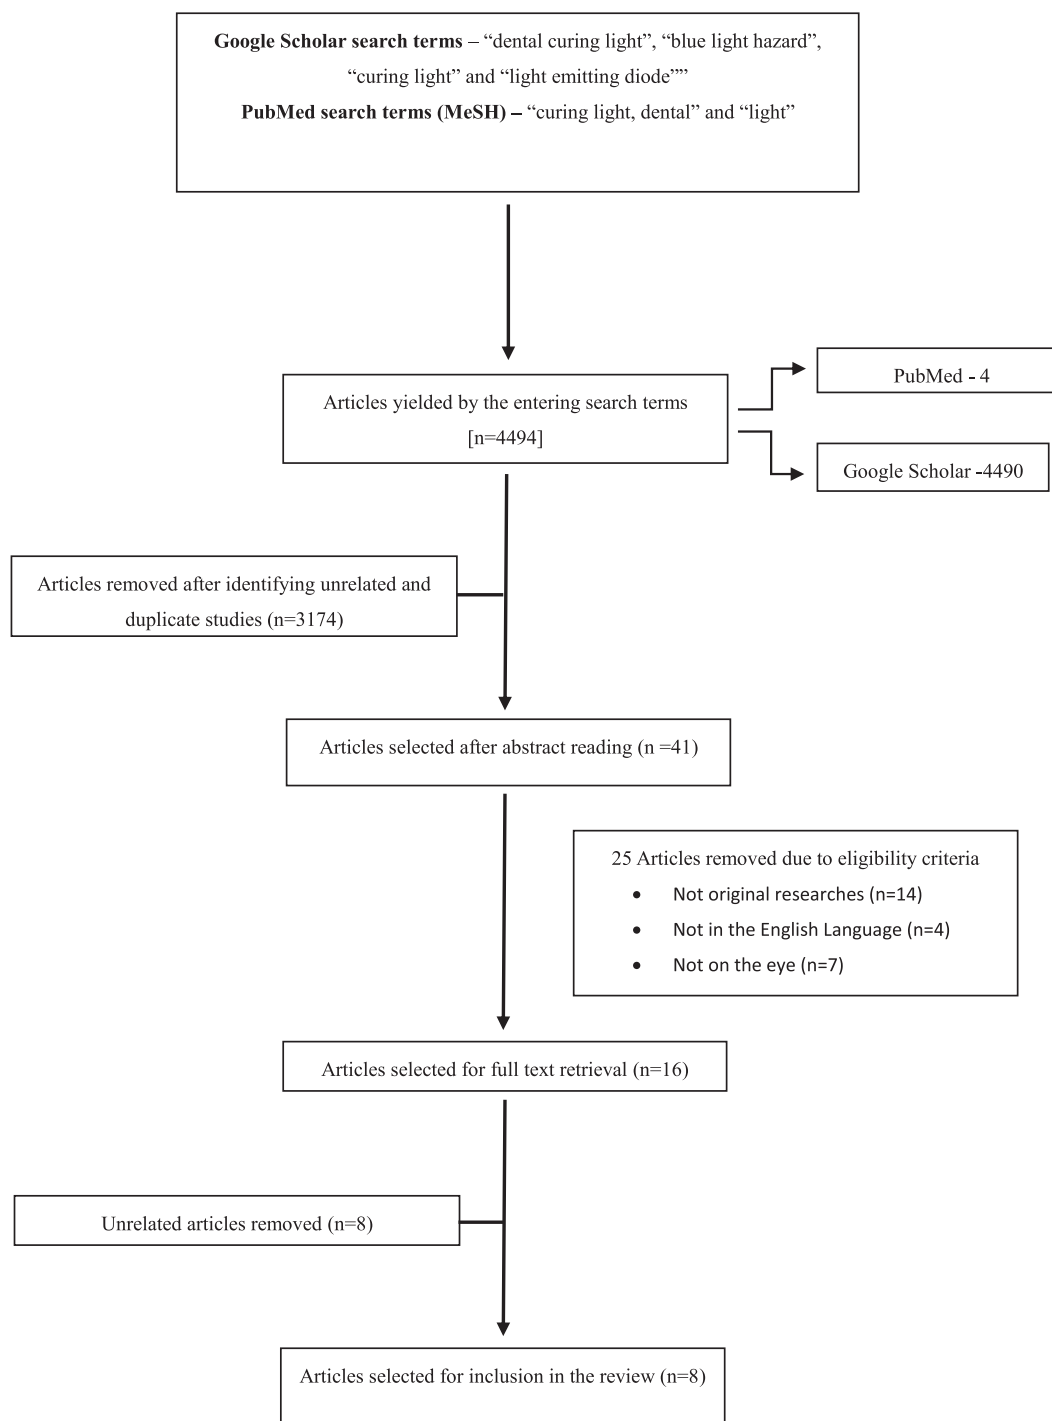 Google Scholar search terms – “dental curing light”, “blue light hazard”,
“curing light” and “light emitting diode””
PubMed search terms (MeSH) – “curing light, dental” and “light”
Articles yielded by the entering search terms
[n=4494]
PubMed - 4
Google Scholar -4490
Articles removed after identifying unrelated and
duplicate studies (n=3174)
Articles selected after abstract reading (n =41)
25 Articles removed due to eligibility criteria
• Not original researches (n=14)
• Not in the English Language (n=4)
• Not on the eye (n=7)
Articles selected for full text retrieval (n=16)
Unrelated articles removed (n=8)
Articles selected for inclusion in the review (n=8)